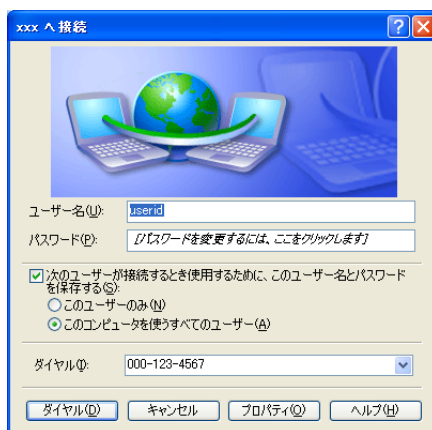 xxx へ接続
ユーザー名(U):
userid
パスワード(P):
[パスワードを変更するには、ここをクリックします]
次のユーザーが接続するとき使用するために、このユーザー名とパスワード
を保存する(S):
このユーザーのみ(N)
このコンピュータを使うすべてのユーザー(A)
ダイヤル(I):
000-123-4567
ダイヤル(D)
キャンセル
プロパティ(O)
ヘルプ(H)